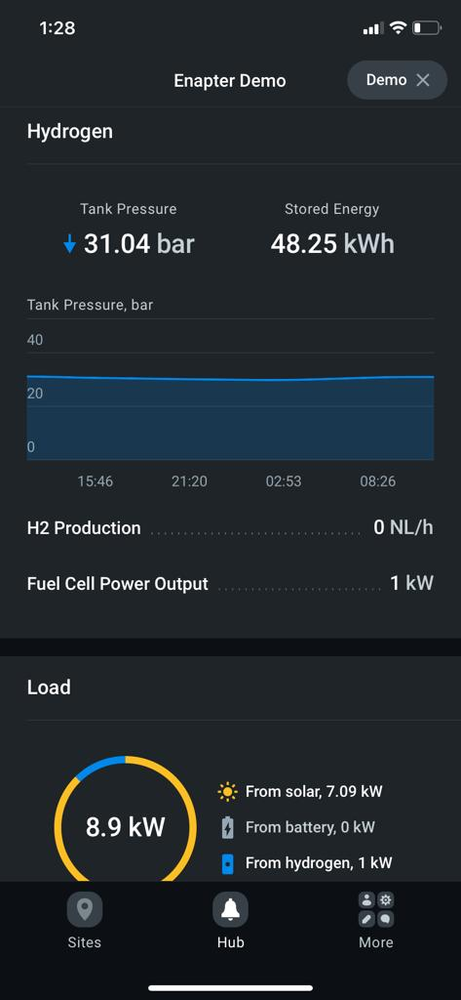 1:28
Enapter Demo
Demo
Hydrogen
Tank Pressure
Stored Energy
31.04 bar
48.25 kWh
Tank Pressure, bar
40
20
0
15:46 21:20 02:53 08:26
H2 Production 0 NL/h
Fuel Cell Power Output 1 kW
Load
8.9 kW
From solar, 7.09 kW
From battery, 0 kW
From hydrogen, 1 kW
Sites
Hub
More